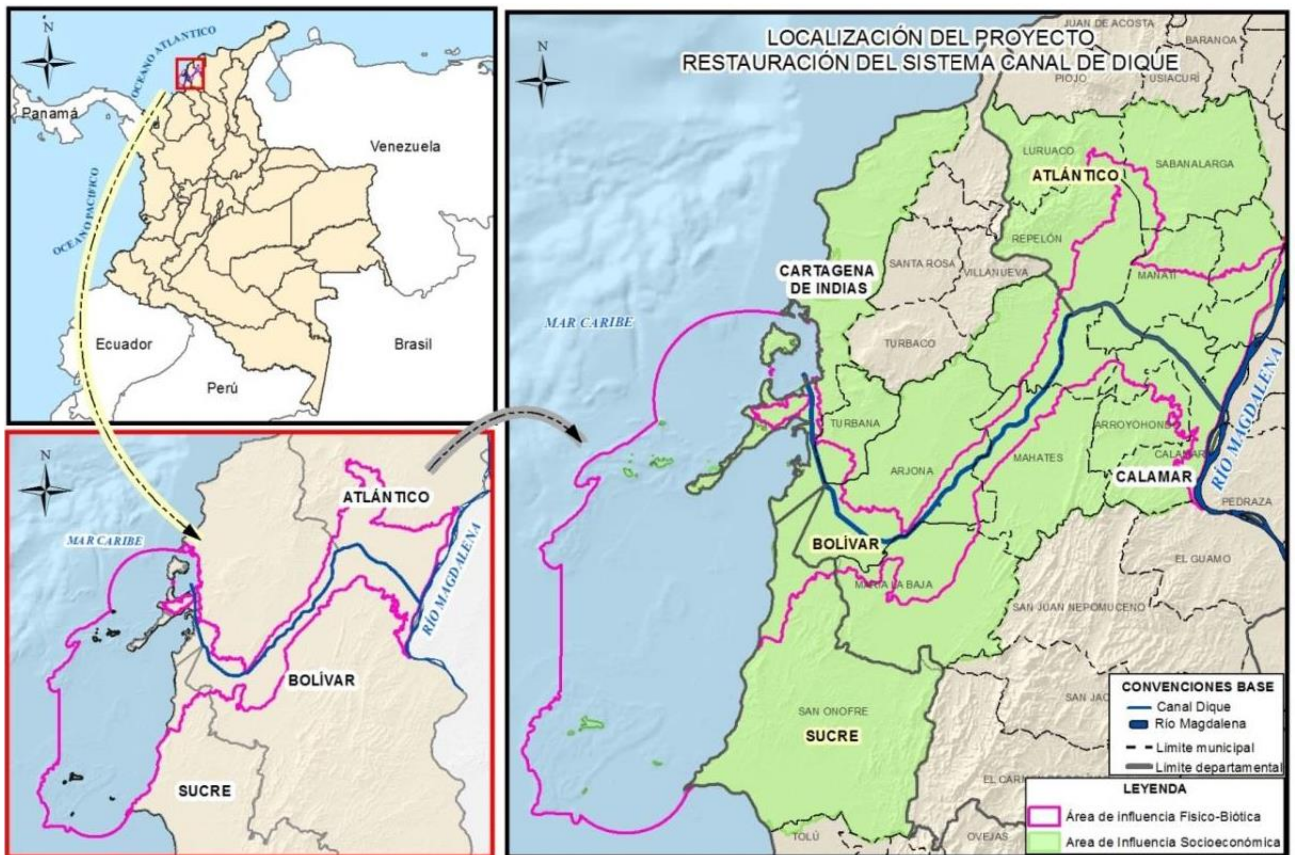 N
OCEANO ATLANTICO
Panamá
Venezuela
OCEANO PACIFICO
Ecuador
Brasil
Perú
N
ATLÁNTICO
MAR CARIBE
RÍO MAGDALENA
BOLÍVAR
SUCRE
LOCALIZACIÓN DEL PROYECTO
RESTAURACIÓN DEL SISTEMA CANAL DE DIQUE
N
JUAN DE ACOSTA
BARANOA
PIOJO
USIACURÍ
LURUACO
SABANALARGA
ATLÁNTICO
REPELÓN
SANTA ROSA
VILLANUEVA
MANATÍ
CARTAGENA
DE INDIAS
MAR CARIBE
TURBACO
TURBANA
ARROYOHONDO
CALAMAR
ARJONA
MAHATES
CALAMAR
RÍO MAGDALENA
PEDRAZA
BOLÍVAR
MARÍA LA BAJA
EL GUAMO
SAN JUAN NEPOMUCENO
SAN JAC
SAN ONOFRE
SUCRE
TOLÚ
OVEJAS
CONVENCIONES BASE
Canal Dique
Río Magdalena
Límite municipal
Límite departamental
LEYENDA
Área de influencia Físico-Biótica
Area de Influencia Socioeconómica